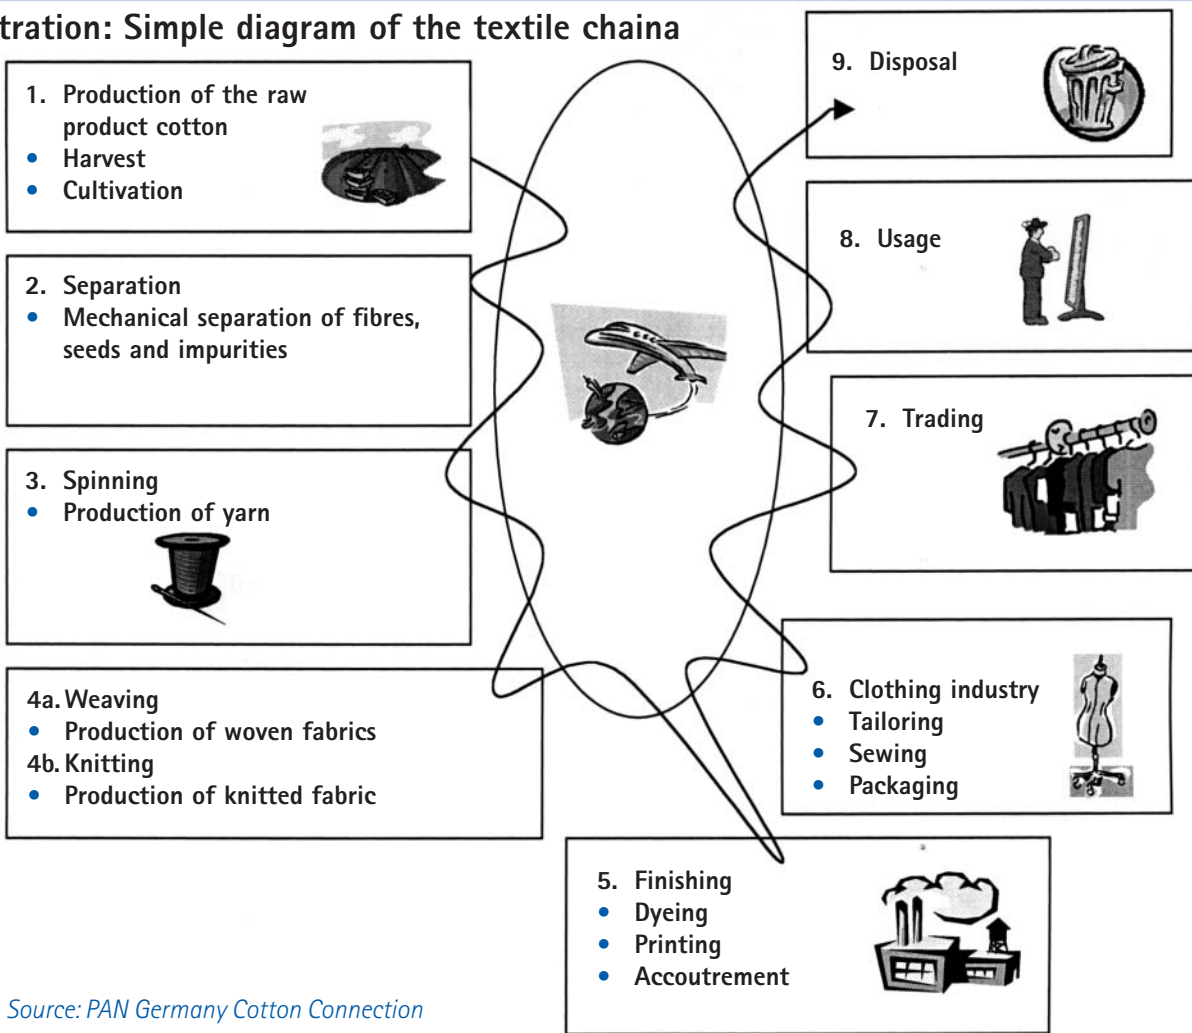 tration: Simple diagram of the textile chaina
1. Production of the raw
product cotton
• Harvest
• Cultivation
2. Separation
• Mechanical separation of fibres,
seeds and impurities
3. Spinning
• Production of yarn
4a. Weaving
• Production of woven fabrics
4b. Knitting
• Production of knitted fabric
5. Finishing
• Dyeing
• Printing
• Accoutrement
6. Clothing industry
• Tailoring
• Sewing
• Packaging
7. Trading
8. Usage
9. Disposal
Source: PAN Germany Cotton Connection